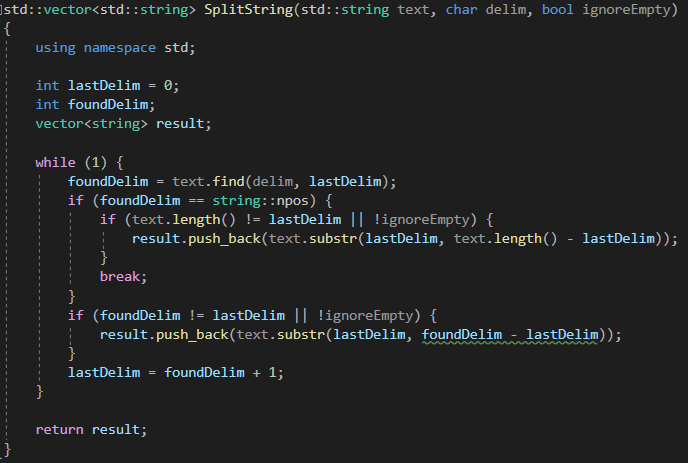 std::vector<std::string> SplitString(std::string text, char delim, bool ignoreEmpty)
{
    using namespace std;

    int lastDelim = 0;
    int foundDelim;
    vector<string> result;

    while (1) {
        foundDelim = text.find(delim, lastDelim);
        if (foundDelim == string::npos) {
            if (text.length() != lastDelim || !ignoreEmpty) {
                result.push_back(text.substr(lastDelim, text.length() - lastDelim));
            }
            break;
        }
        if (foundDelim != lastDelim || !ignoreEmpty) {
            result.push_back(text.substr(lastDelim, foundDelim - lastDelim));
        }
        lastDelim = foundDelim + 1;
    }

    return result;
}